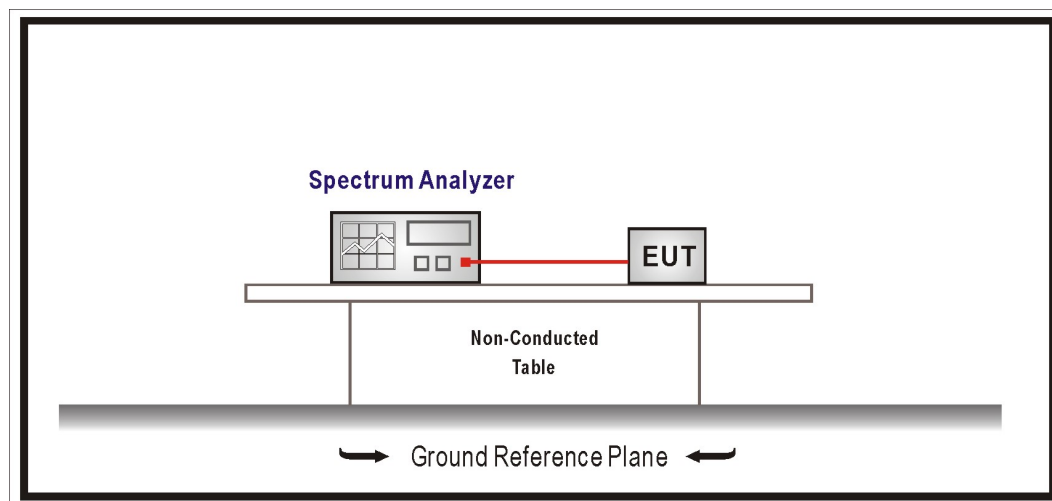 Spectrum Analyzer
EUT
Non-Conducted
Table
Ground Reference Plane